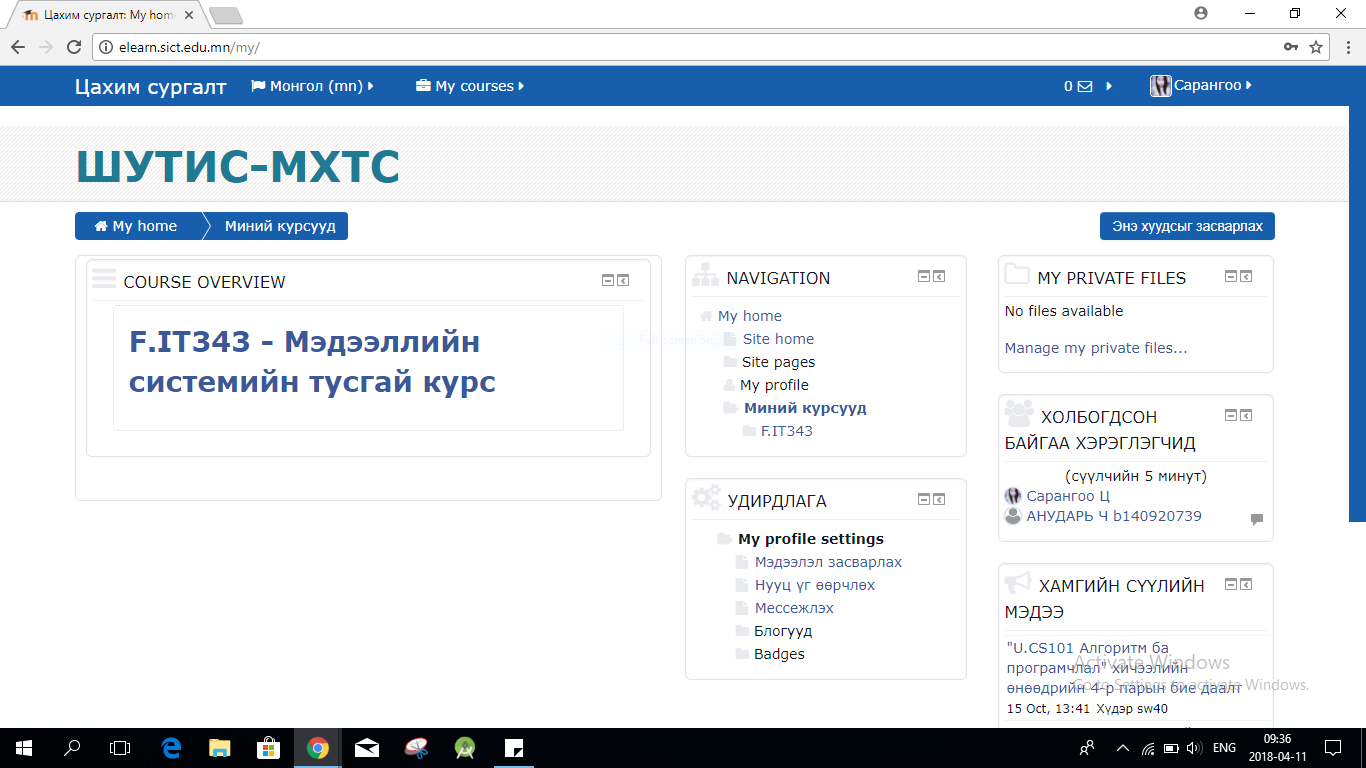 Цахим сургалт: My home
elearn.sict.edu.mn/my/
Цахим сургалт
Монгол (mn)
My courses
0
Сарангоо
ШУТИС-МХТС
My home
Миний курсууд
Энэ хуудсыг засварлах
COURSE OVERVIEW
F.IT343 - Мэдээллийн
системийн тусгай курс
NAVIGATION
My home
Site home
Site pages
My profile
Миний курсууд
F.IT343
УДИРДЛАГА
My profile settings
Мэдээлэл засварлах
Нууц үг өөрчлөх
Мессежлэх
Блогууд
Badges
MY PRIVATE FILES
No files available
Manage my private files...
ХОЛБОГДСОН
БАЙГАА ХЭРЭГЛЭГЧИД
(сүүлчийн 5 минут)
Сарангоо Ц
АНУДАРЬ Ч b140920739
ХАМГИЙН СҮҮЛИЙН
МЭДЭЭ
"U.CS101 Алгоритм ба
програмчлал" хичээлийн
өнөөдрийн 4-р парын бие даалт
15 Oct, 13:41 Хүдэр sw40
Activate Windows
Go to Settings to activate Windows.
ENG
09:36
2018-04-11